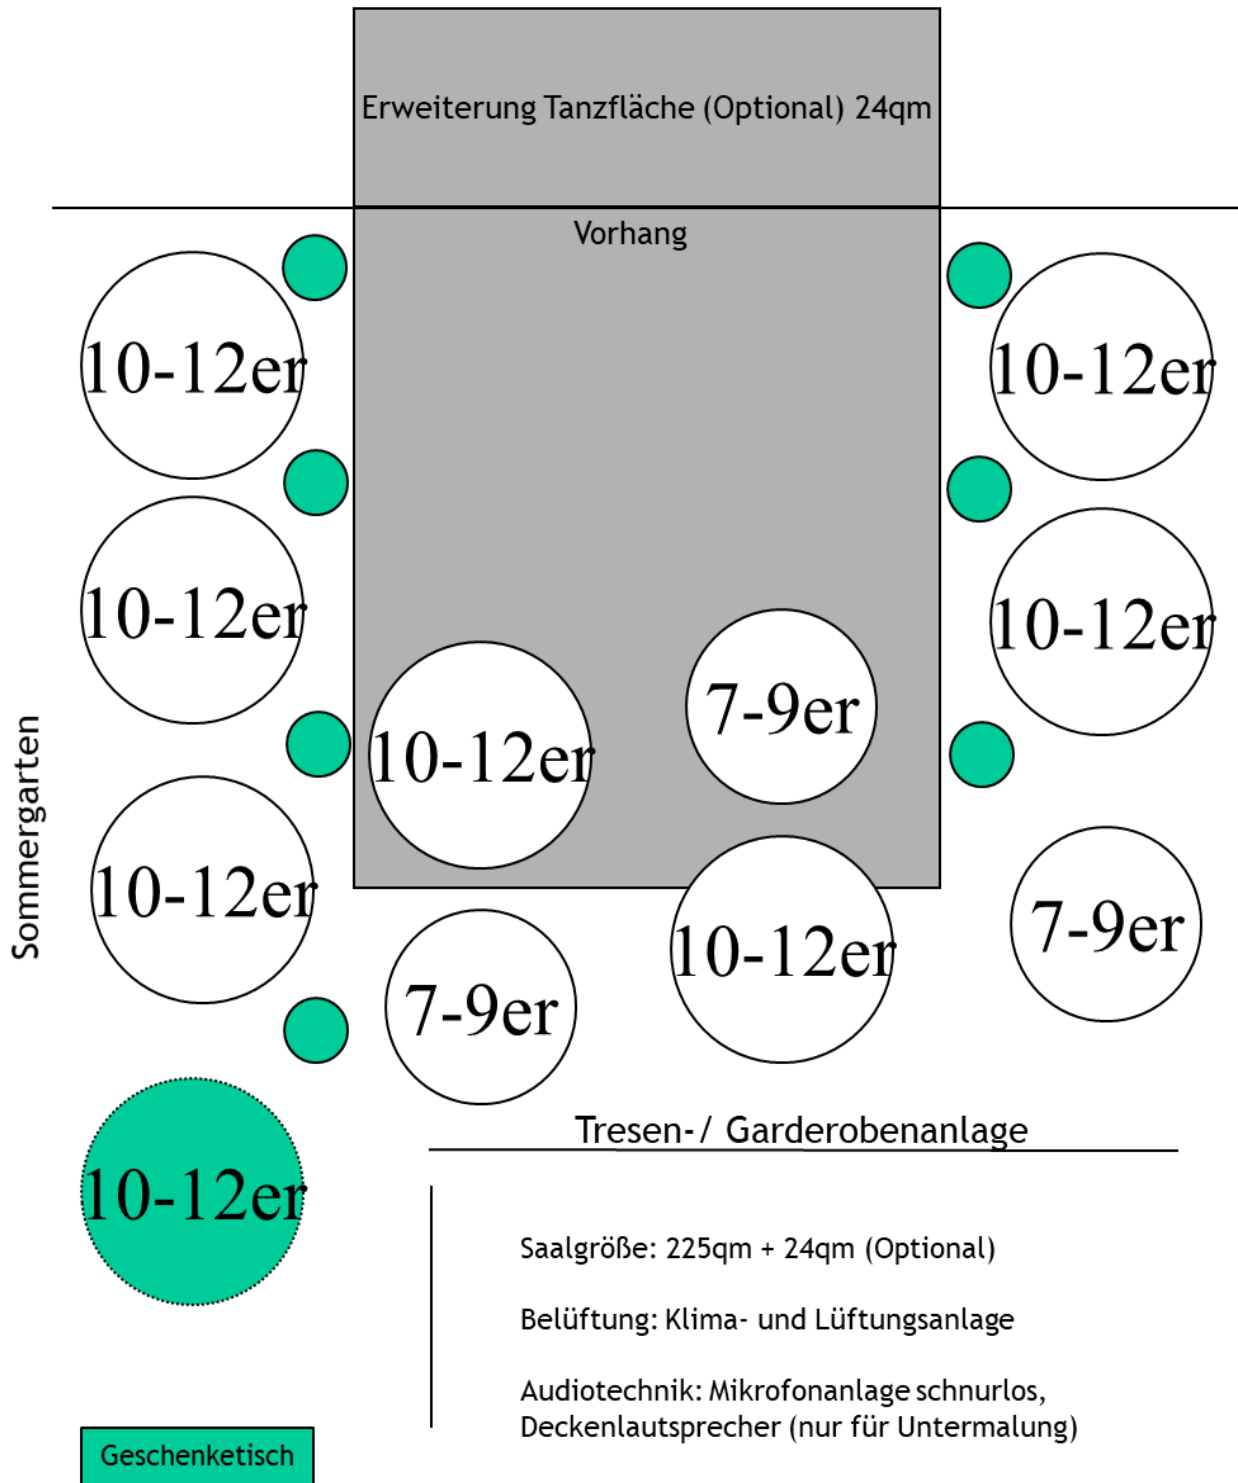 Erweiterung Tanzfläche (Optional) 24qm
Vorhang
10-12er
10-12er
10-12er
10-12er
7-9er
10-12er
Sommergarten
10-12er
10-12er
7-9er
7-9er
Tresen-/ Garderobenanlage
10-12er
Saalgröße: 225qm + 24qm (Optional)
Belüftung: Klima- und Lüftungsanlage
Audiotechnik: Mikrofonanlage schnurlos,
Deckenlautsprecher (nur für Untermalung)
Geschenketisch